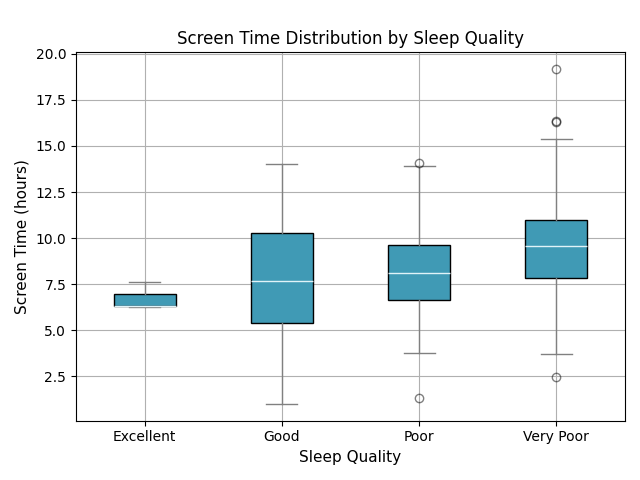 Screen Time Distribution by Sleep Quality
20.0
17.5
15.0
12.5
10.0
7.5
5.0
2.5
Screen Time (hours)
Excellent Good Poor Very Poor
Sleep Quality